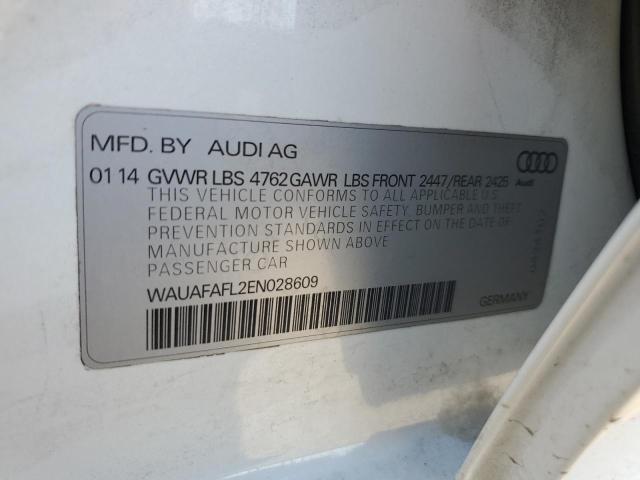 MFD. BY AUDI AG
01 14 GVWR LBS 4762 GAWR LBS FRONT 2447/REAR 2425
Audi
THIS VEHICLE CONFORMS TO ALL APPLICABLE U.S
FEDERAL MOTOR VEHICLE SAFETY, BUMPER AND THEFT
PREVENTION STANDARDS IN EFFECT ON THE DATE OF
MANUFACTURE SHOWN ABOVE
PASSENGER CAR
WAUAFAFL2EN028609
GERMANY